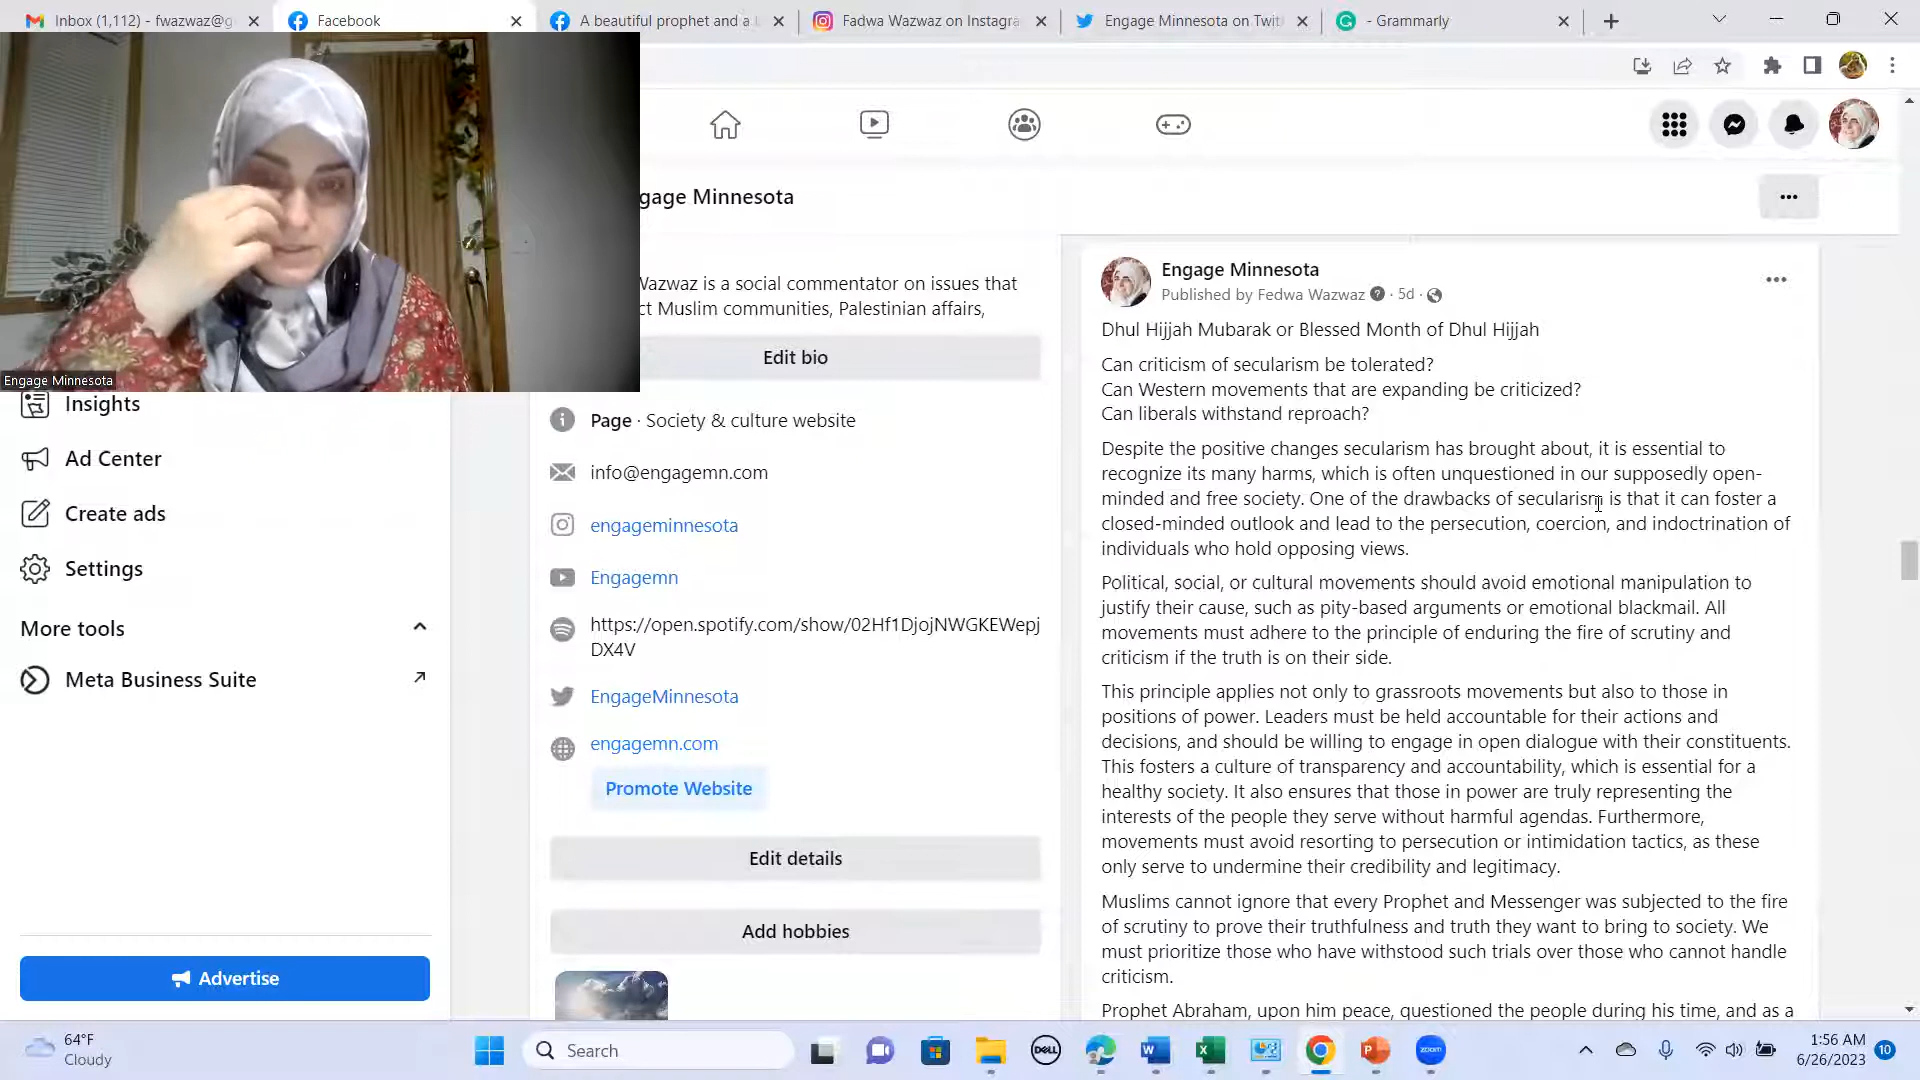 Inbox (1,112) - fwazwaz@g
Facebook
A beautiful prophet and a
Fadwa Wazwaz on Instagra
Engage Minnesota on Twit
- Grammarly
gage Minnesota
Wazwaz is a social commentator on issues that
ct Muslim communities, Palestinian affairs,
Edit bio
Page · Society & culture website
info@engagemn.com
engageminnesota
Engagemn
https://open.spotify.com/show/02Hf1DjojNWGKEWepj
DX4V
EngageMinnesota
engagemn.com
Promote Website
Edit details
Add hobbies
Engage Minnesota
Insights
Ad Center
Create ads
Settings
More tools
Meta Business Suite
Advertise
Engage Minnesota
Published by Fedwa Wazwaz · 5d ·
Dhul Hijjah Mubarak or Blessed Month of Dhul Hijjah
Can criticism of secularism be tolerated?
Can Western movements that are expanding be criticized?
Can liberals withstand reproach?
Despite the positive changes secularism has brought about, it is essential to
recognize its many harms, which is often unquestioned in our supposedly open-
minded and free society. One of the drawbacks of secularism is that it can foster a
closed-minded outlook and lead to the persecution, coercion, and indoctrination of
individuals who hold opposing views.
Political, social, or cultural movements should avoid emotional manipulation to
justify their cause, such as pity-based arguments or emotional blackmail. All
movements must adhere to the principle of enduring the fire of scrutiny and
criticism if the truth is on their side.
This principle applies not only to grassroots movements but also to those in
positions of power. Leaders must be held accountable for their actions and
decisions, and should be willing to engage in open dialogue with their constituents.
This fosters a culture of transparency and accountability, which is essential for a
healthy society. It also ensures that those in power are truly representing the
interests of the people they serve without harmful agendas. Furthermore,
movements must avoid resorting to persecution or intimidation tactics, as these
only serve to undermine their credibility and legitimacy.
Muslims cannot ignore that every Prophet and Messenger was subjected to the fire
of scrutiny to prove their truthfulness and truth they want to bring to society. We
must prioritize those who have withstood such trials over those who cannot handle
criticism.
Prophet Abraham, upon him peace, questioned the people during his time, and as a
64°F
Cloudy
Search
DELL
zoom
1:56 AM
6/26/2023
10